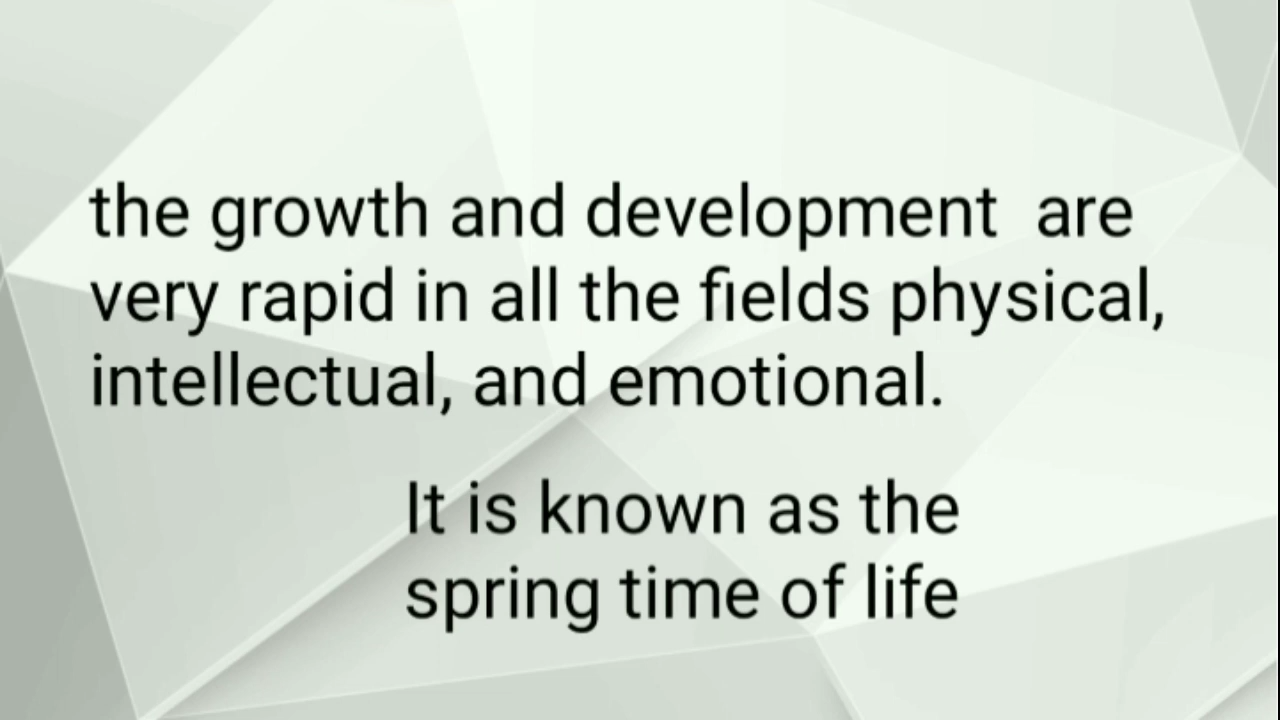 the growth and development  are
very rapid in all the fields physical,
intellectual, and emotional.
It is known as the
spring time of life